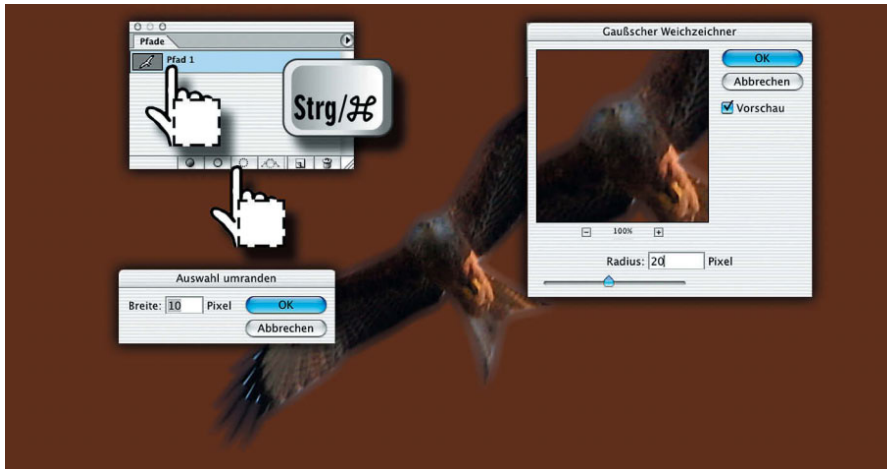 Pfade
Pfad 1
Strg/⌘
Auswahl umranden
Breite: 10 Pixel OK
Abbrechen
Gaußscher Weichzeichner
OK
Abbrechen
Vorschau
100%
Radius: 20 Pixel